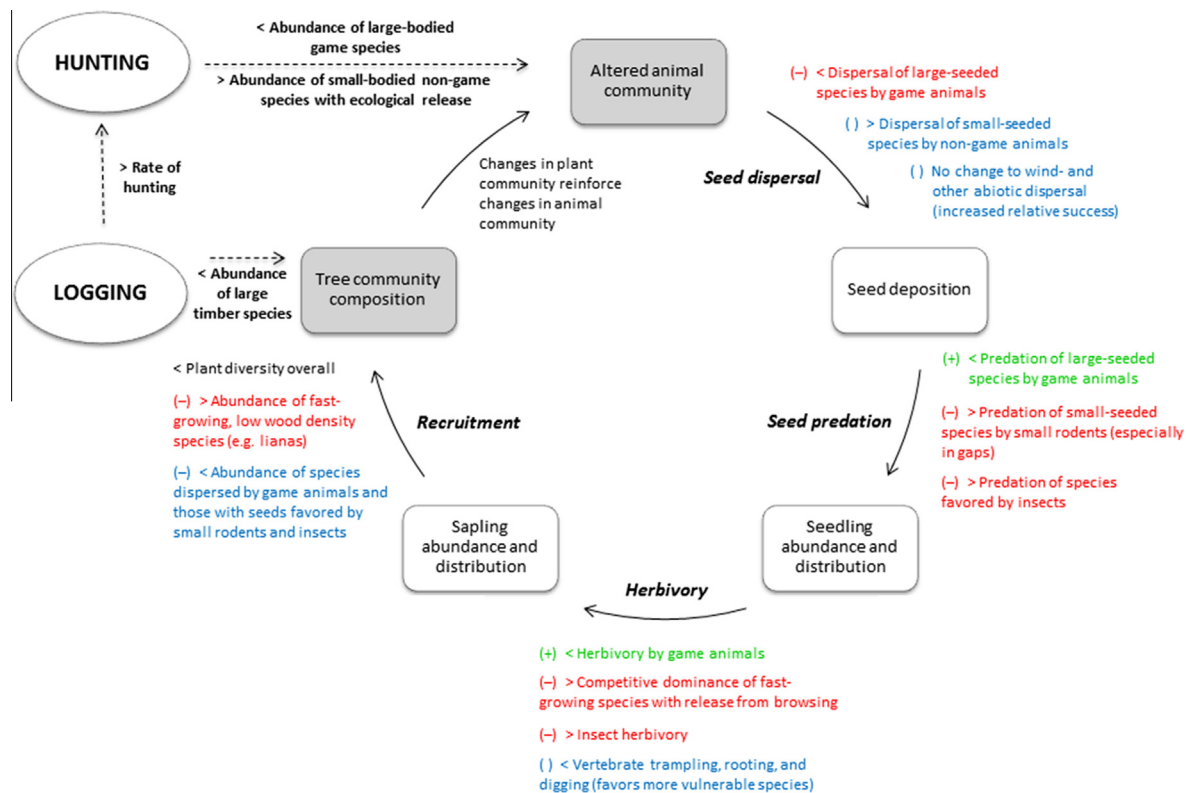 HUNTING
< Abundance of large-bodied
game species
> Abundance of small-bodied non-game
species with ecological release
Altered animal
community
(–) < Dispersal of large-seeded
species by game animals
( ) > Dispersal of small-seeded
species by non-game animals
( ) No change to wind- and
other abiotic dispersal
(increased relative success)
> Rate of
hunting
Changes in plant
community reinforce
changes in animal
community
Seed dispersal
LOGGING
< Abundance
of large
timber species
Tree community
composition
Seed deposition
< Plant diversity overall
(–) > Abundance of fast-
growing, low wood density
species (e.g. lianas)
(–) < Abundance of species
dispersed by game animals and
those with seeds favored by
small rodents and insects
Recruitment
Seed predation
(+) < Predation of large-seeded
species by game animals
(–) > Predation of small-seeded
species by small rodents (especially
in gaps)
(–) > Predation of species
favored by insects
Sapling
abundance and
distribution
Seedling
abundance and
distribution
Herbivory
(+) < Herbivory by game animals
(–) > Competitive dominance of fast-
growing species with release from browsing
(–) > Insect herbivory
( ) < Vertebrate trampling, rooting, and
digging (favors more vulnerable species)